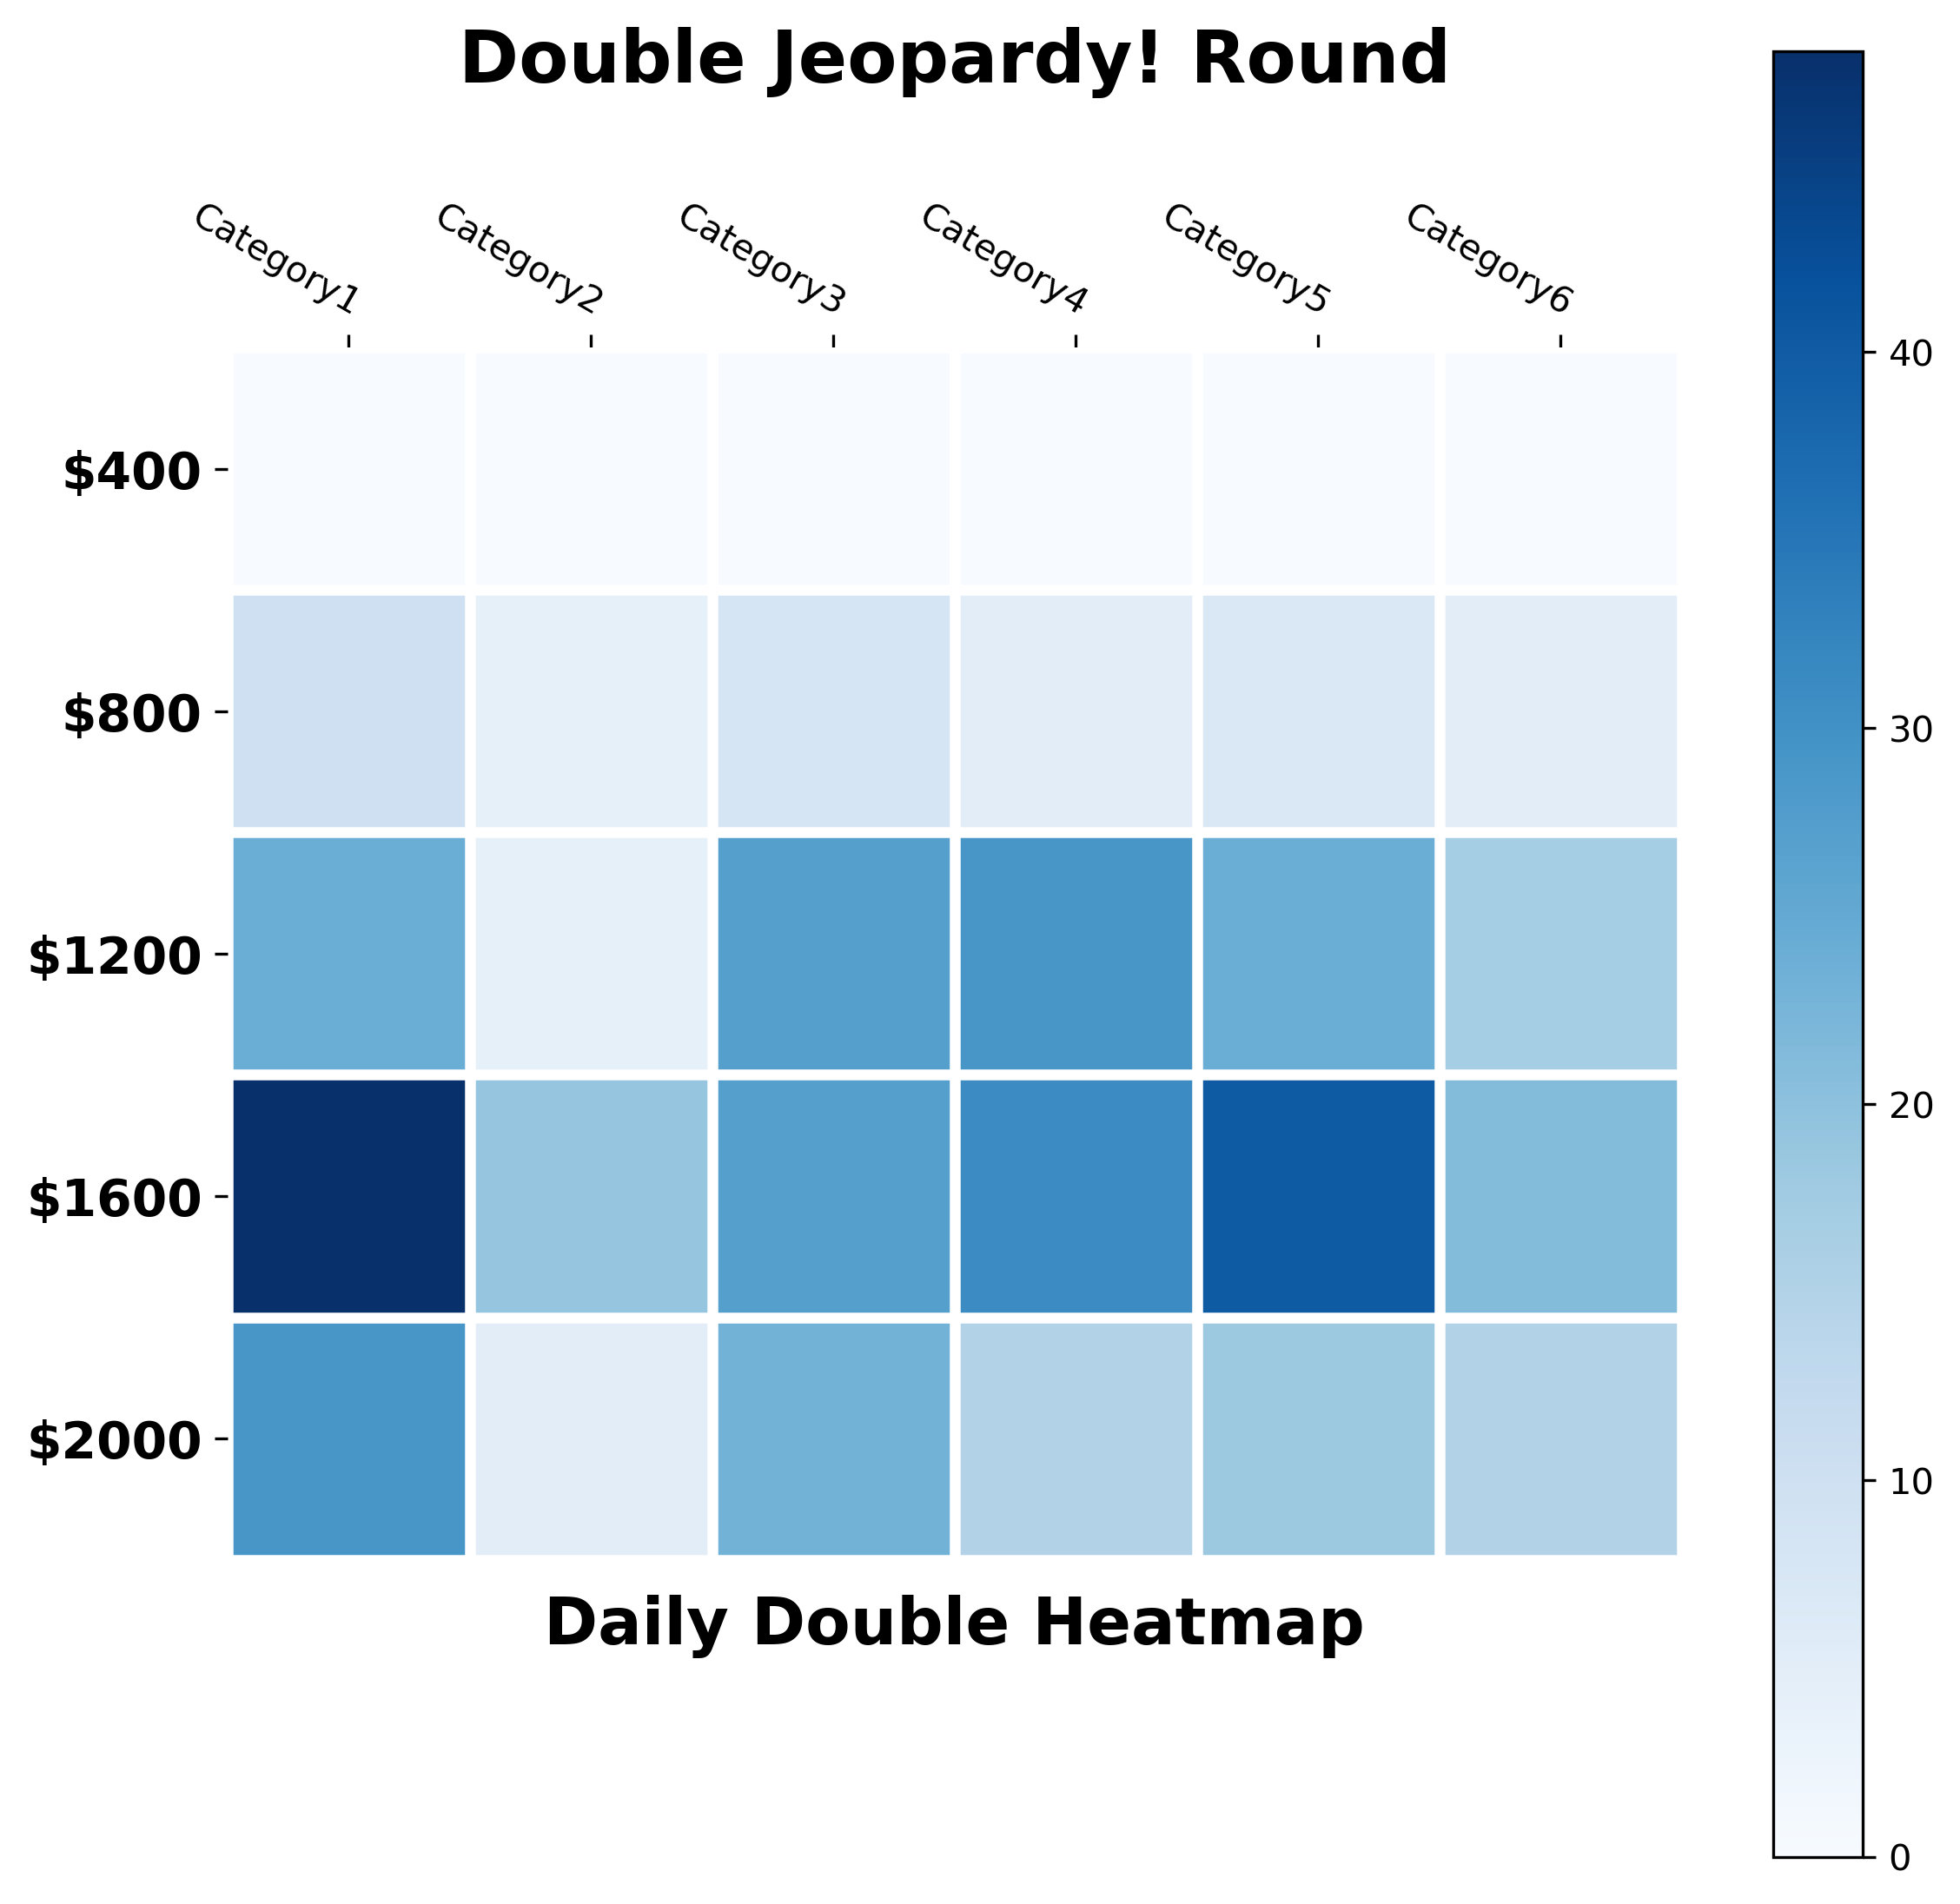 Double Jeopardy! Round
Category1
Category2
Category3
Category4
Category5
Category6
$400
$800
$1200
$1600
$2000
Daily Double Heatmap
40
30
20
10
0